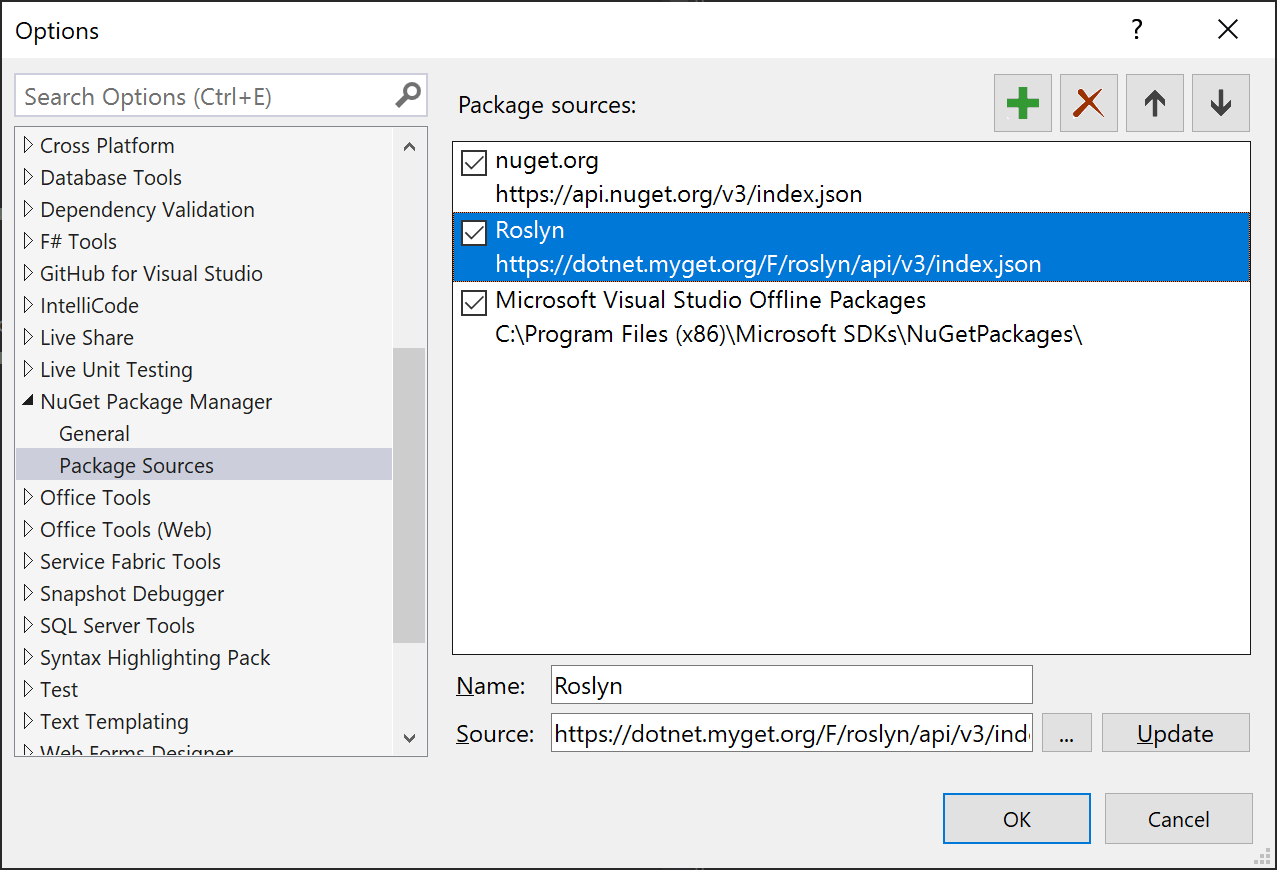 Options
?
Search Options (Ctrl+E)
Cross Platform
Database Tools
Dependency Validation
F# Tools
GitHub for Visual Studio
IntelliCode
Live Share
Live Unit Testing
NuGet Package Manager
General
Package Sources
Office Tools
Office Tools (Web)
Service Fabric Tools
Snapshot Debugger
SQL Server Tools
Syntax Highlighting Pack
Test
Text Templating
Web Forms Designer
Package sources:
nuget.org
https://api.nuget.org/v3/index.json
Roslyn
https://dotnet.myget.org/F/roslyn/api/v3/index.json
Microsoft Visual Studio Offline Packages
C:\Program Files (x86)\Microsoft SDKs\NuGetPackages\
Name: Roslyn
Source: https://dotnet.myget.org/F/roslyn/api/v3/ind ... Update
OK Cancel